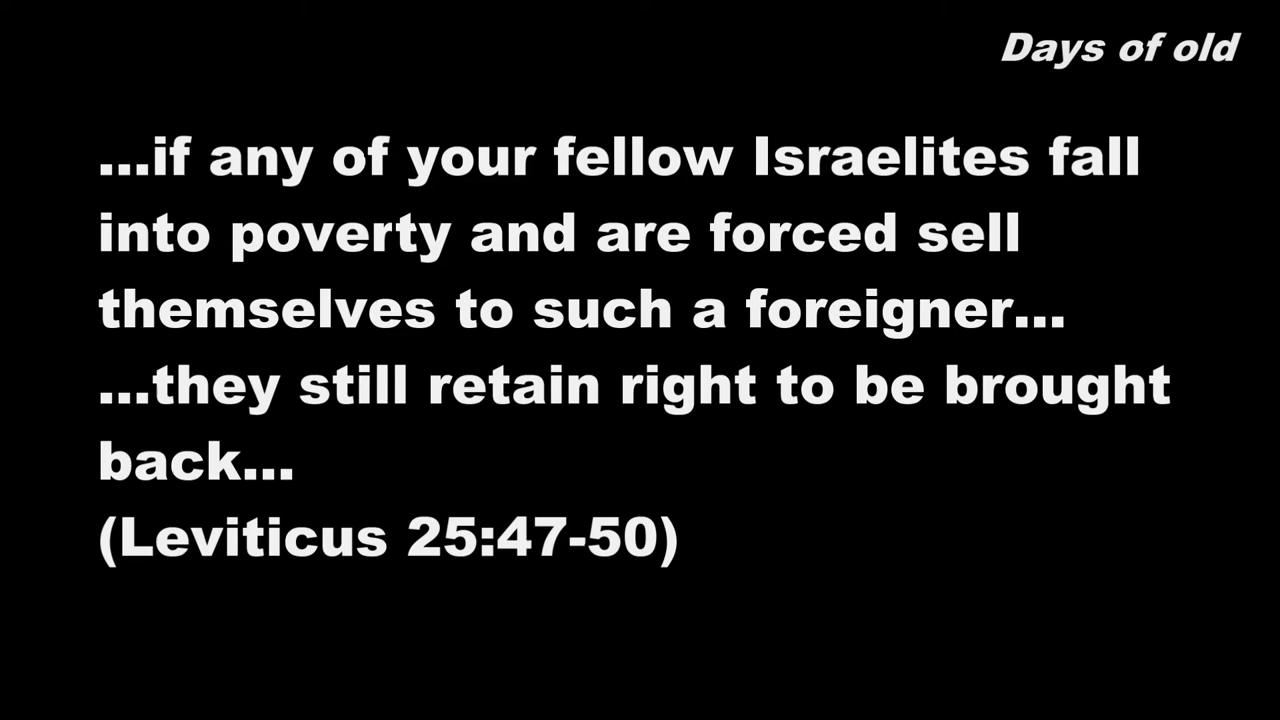 Days of old
...if any of your fellow Israelites fall
into poverty and are forced sell
themselves to such a foreigner...
...they still retain right to be brought
back...
(Leviticus 25:47-50)